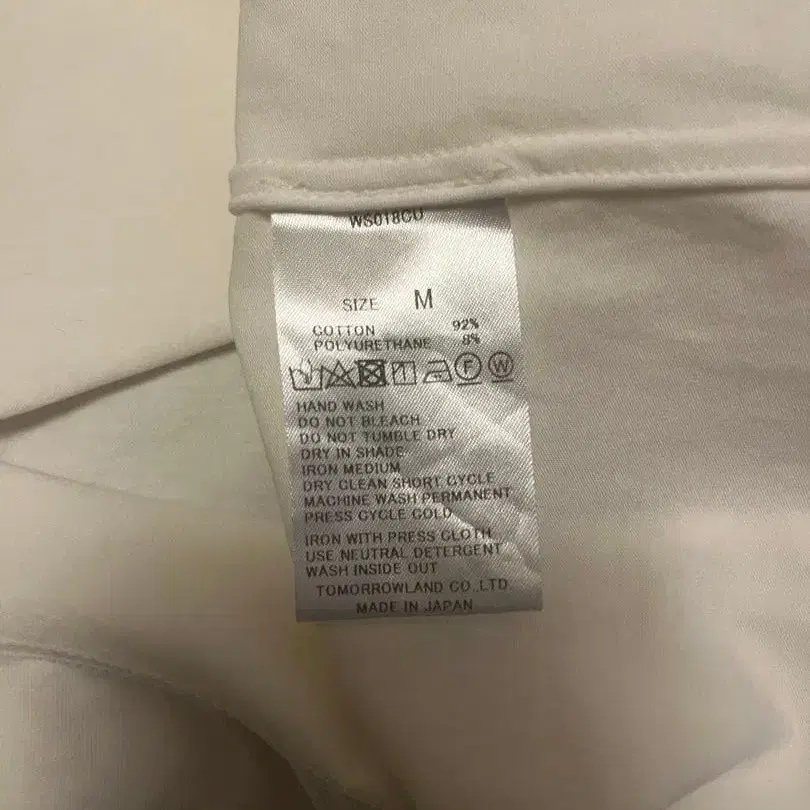 WS018CU
SIZE M
COTTON 92%
POLYURETHANE 8%
F W
HAND WASH
DO NOT BLEACH
DO NOT TUMBLE DRY
DRY IN SHADE
IRON MEDIUM
DRY CLEAN SHORT CYCLE
MACHINE WASH PERMANENT
PRESS CYCLE COLD
IRON WITH PRESS CLOTH
USE NEUTRAL DETERGENT
WASH INSIDE OUT
TOMORROWLAND CO.,LTD.
MADE IN JAPAN